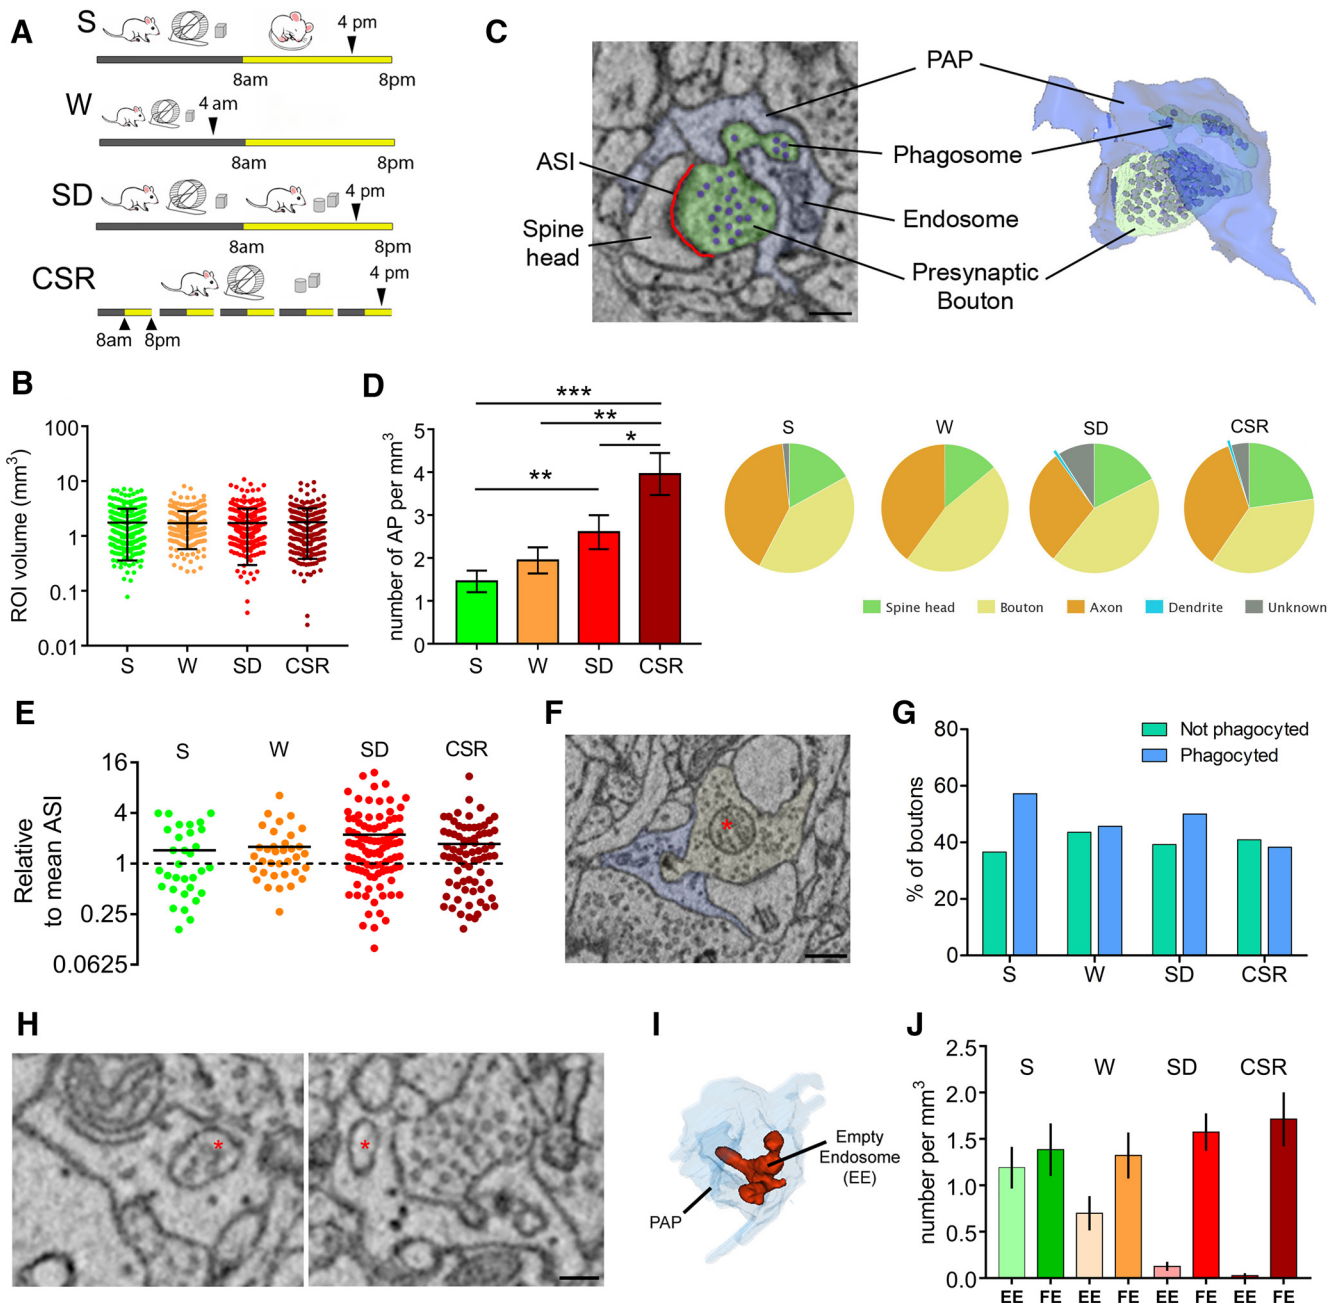 A
S
4 pm
8am
8pm
W
4 am
8am
8pm
SD
4 pm
8am
8pm
CSR
4 pm
8am
8pm
C
PAP
ASI
Phagosome
Spine
head
Endosome
Presynaptic
Bouton
B
ROI volume (mm³)
100
10
1
0.1
0.01
S W SD CSR
D
number of AP per mm³
5
4
3
2
1
0
***
**
*
**
S W SD CSR
S W SD CSR
Spine head Bouton Axon Dendrite Unknown
E
Relative
to mean ASI
S W SD CSR
16
4
1
0.25
0.0625
F
*
G
% of boutons
80
60
40
20
0
Not phagocyted
Phagocyted
S W SD CSR
H
*
*
I
Empty
Endosome
(EE)
PAP
J
number per mm³
2.5
2.0
1.5
1.0
0.5
0.0
S W SD CSR
EE FE EE FE EE FE EE FE